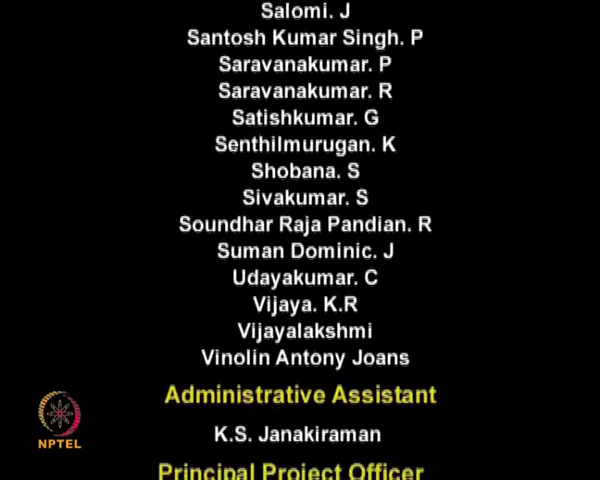 Salomi. J
Santosh Kumar Singh. P
Saravanakumar. P
Saravanakumar. R
Satishkumar. G
Senthilmurugan. K
Shobana. S
Sivakumar. S
Soundhar Raja Pandian. R
Suman Dominic. J
Udayakumar. C
Vijaya. K.R
Vijayalakshmi
Vinolin Antony Joans
Administrative Assistant
K.S. Janakiraman
NPTEL
Principal Project Officer